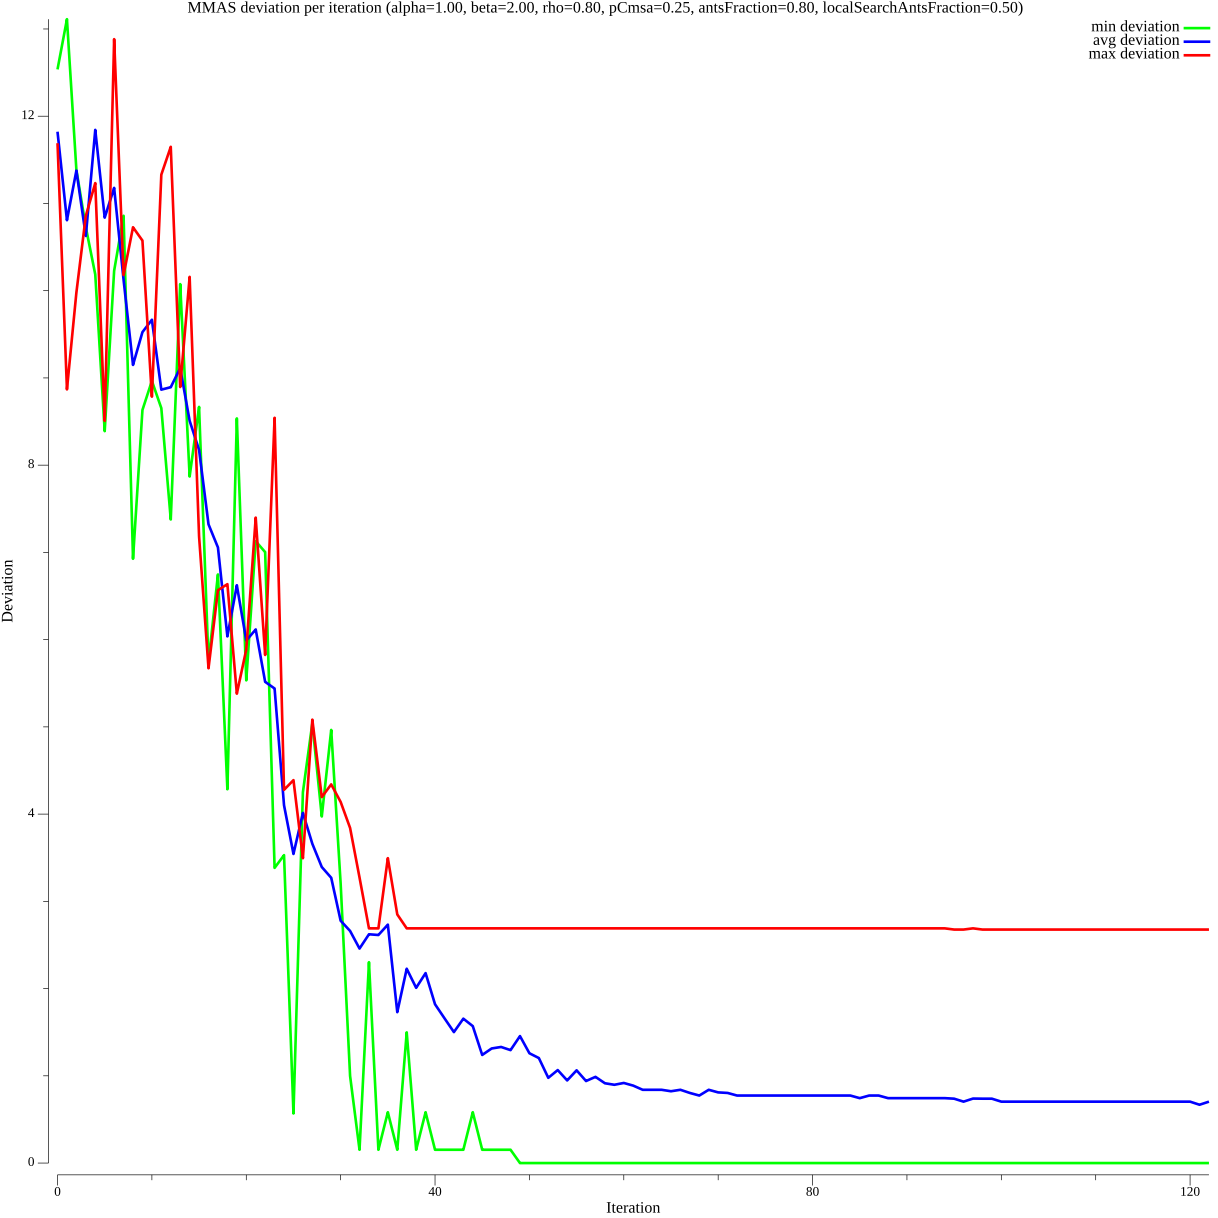 MMAS deviation per iteration (alpha=1.00, beta=2.00, rho=0.80, pCmsa=0.25, antsFraction=0.80, localSearchAntsFraction=0.50)
min deviation
avg deviation
max deviation
12
8
4
0
Deviation
0 40 80 120
Iteration